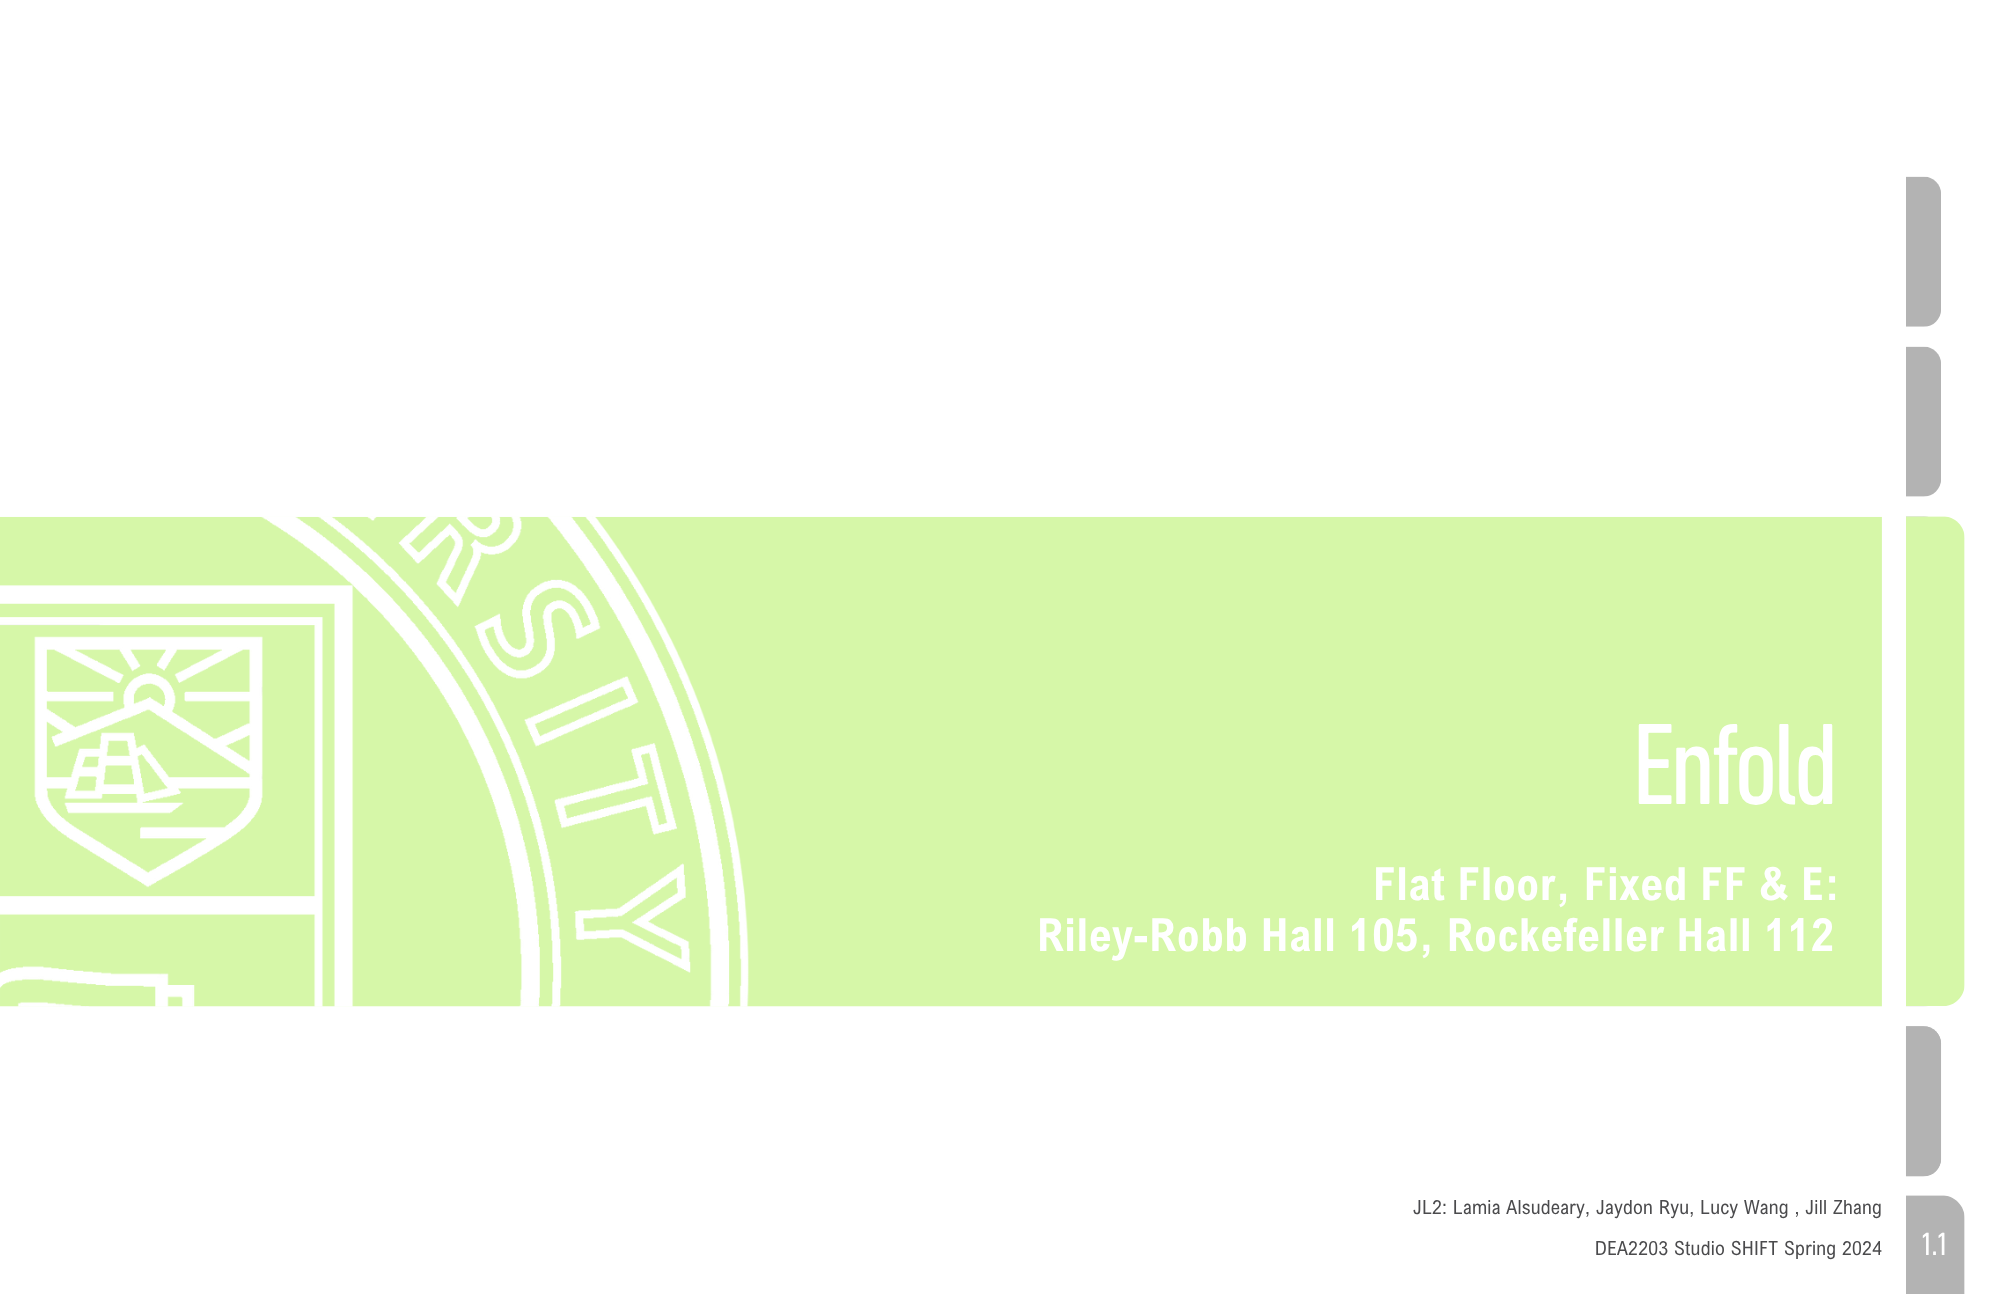 RSITY
Enfold
Flat Floor, Fixed FF & E:
Riley-Robb Hall 105, Rockefeller Hall 112
JL2: Lamia Alsudeary, Jaydon Ryu, Lucy Wang , Jill Zhang
DEA2203 Studio SHIFT Spring 2024
1.1